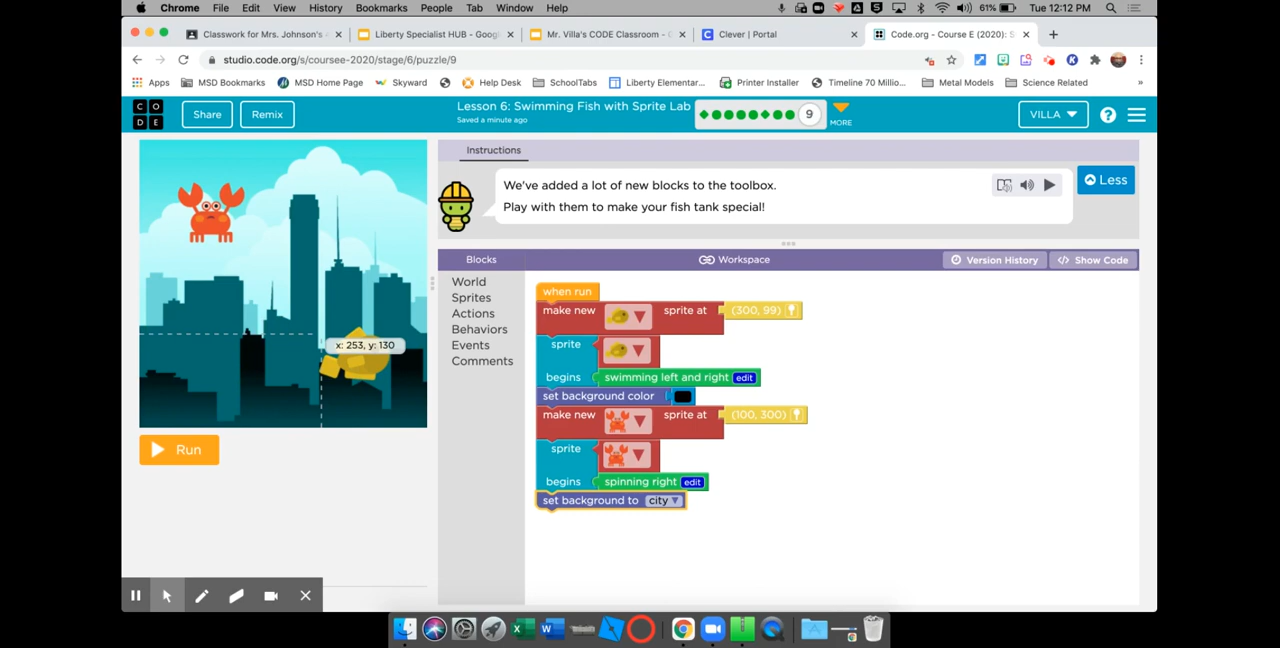 Chrome File Edit View History Bookmarks People Tab Window Help 61% Tue 12:12 PM
Classwork for Mrs. Johnson's Liberty Specialist HUB - Goog Mr. Villa's CODE Classroom - C Clever | Portal Code.org - Course E (2020): S
studio.code.org/s/coursee-2020/stage/6/puzzle/9
Apps MSD Bookmarks MSD Home Page Skyward Help Desk SchoolTabs Liberty Elementar... Printer Installer Timeline 70 Millio... Metal Models Science Related »
CODE
Share Remix Lesson 6: Swimming Fish with Sprite Lab 9 MORE VILLA ?
Saved a minute ago
Instructions
We've added a lot of new blocks to the toolbox. Less
Play with them to make your fish tank special!
Blocks Workspace Version History Show Code
World
Sprites
Actions
Behaviors
Events
Comments
when run
make new sprite at (300, 99)
sprite
begins swimming left and right edit
set background color
make new sprite at (100, 300)
sprite
begins spinning right edit
set background to city
x: 253, y: 130
Run